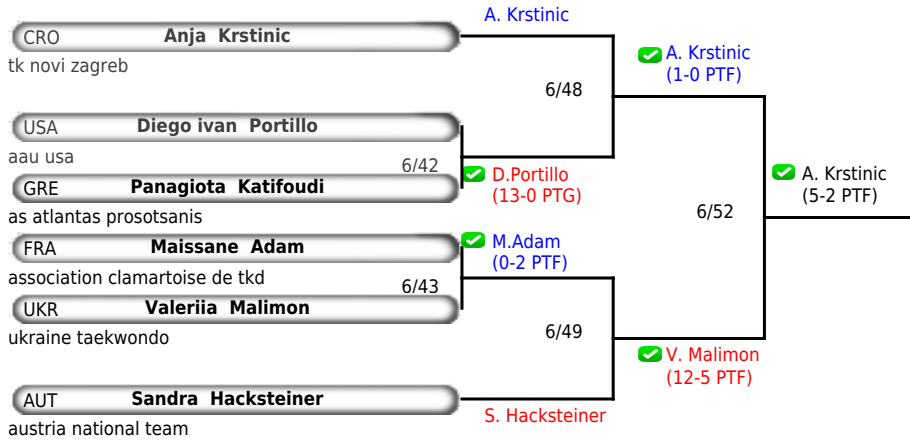 A. Krstinic
CRO Anja Krstinic
tk novi zagreb
A. Krstinic
(1-0 PTF)
6/48
USA Diego ivan Portillo
aau usa
6/42
D.Portillo
(13-0 PTG)
GRE Panagiota Katifoudi
as atlantas prosotsanis
A. Krstinic
(5-2 PTF)
6/52
FRA Maissane Adam
association clamartoise de tkd
M.Adam
(0-2 PTF)
6/43
UKR Valeriia Malimon
ukraine taekwondo
6/49
V. Malimon
(12-5 PTF)
AUT Sandra Hacksteiner
austria national team
S. Hacksteiner